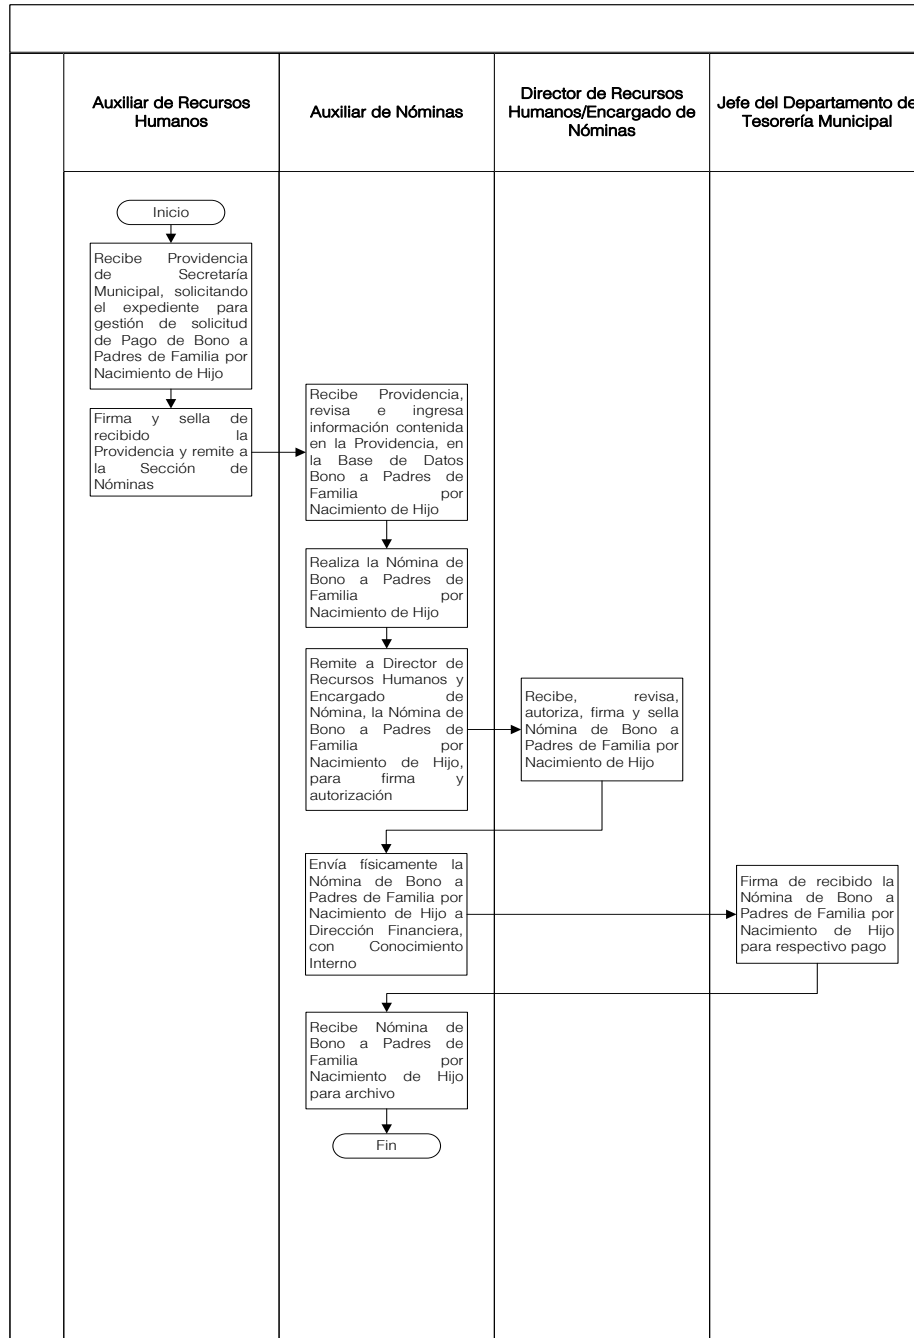 Auxiliar de Recursos
Humanos
Auxiliar de Nóminas
Director de Recursos
Humanos/Encargado de
Nóminas
Jefe del Departamento de
Tesorería Municipal
Inicio
Recibe Providencia
de Secretaría
Municipal, solicitando
el expediente para
gestión de solicitud
de Pago de Bono a
Padres de Familia por
Nacimiento de Hijo
Firma y sella de
recibido la
Providencia y remite a
la Sección de
Nóminas
Recibe Providencia,
revisa e ingresa
información contenida
en la Providencia, en
la Base de Datos
Bono a Padres de
Familia por
Nacimiento de Hijo
Realiza la Nómina de
Bono a Padres de
Familia por
Nacimiento de Hijo
Remite a Director de
Recursos Humanos y
Encargado de
Nómina, la Nómina de
Bono a Padres de
Familia por
Nacimiento de Hijo,
para firma y
autorización
Recibe, revisa,
autoriza, firma y sella
Nómina de Bono a
Padres de Familia por
Nacimiento de Hijo
Envía físicamente la
Nómina de Bono a
Padres de Familia por
Nacimiento de Hijo a
Dirección Financiera,
con Conocimiento
Interno
Firma de recibido la
Nómina de Bono a
Padres de Familia por
Nacimiento de Hijo
para respectivo pago
Recibe Nómina de
Bono a Padres de
Familia por
Nacimiento de Hijo
para archivo
Fin